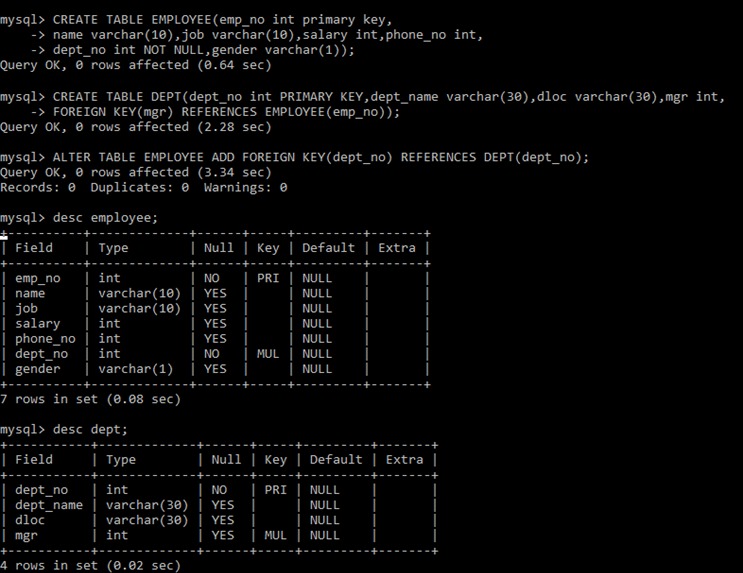 mysql> CREATE TABLE EMPLOYEE(emp_no int primary key,
    -> name varchar(10),job varchar(10),salary int,phone_no int,
    -> dept_no int NOT NULL,gender varchar(1));
Query OK, 0 rows affected (0.64 sec)
mysql> CREATE TABLE DEPT(dept_no int PRIMARY KEY,dept_name varchar(30),dloc varchar(30),mgr int,
    -> FOREIGN KEY(mgr) REFERENCES EMPLOYEE(emp_no));
Query OK, 0 rows affected (2.28 sec)
mysql> ALTER TABLE EMPLOYEE ADD FOREIGN KEY(dept_no) REFERENCES DEPT(dept_no);
Query OK, 0 rows affected (3.34 sec)
Records: 0  Duplicates: 0  Warnings: 0
mysql> desc employee;
+----------+-------------+------+-----+---------+-------+
| Field    | Type        | Null | Key | Default | Extra |
+----------+-------------+------+-----+---------+-------+
| emp_no   | int         | NO   | PRI | NULL    |       |
| name     | varchar(10) | YES  |     | NULL    |       |
| job      | varchar(10) | YES  |     | NULL    |       |
| salary   | int         | YES  |     | NULL    |       |
| phone_no | int         | YES  |     | NULL    |       |
| dept_no  | int         | NO   | MUL | NULL    |       |
| gender   | varchar(1)  | YES  |     | NULL    |       |
+----------+-------------+------+-----+---------+-------+
7 rows in set (0.08 sec)
mysql> desc dept;
+-----------+-------------+------+-----+---------+-------+
| Field     | Type        | Null | Key | Default | Extra |
+-----------+-------------+------+-----+---------+-------+
| dept_no   | int         | NO   | PRI | NULL    |       |
| dept_name | varchar(30) | YES  |     | NULL    |       |
| dloc      | varchar(30) | YES  |     | NULL    |       |
| mgr       | int         | YES  | MUL | NULL    |       |
+-----------+-------------+------+-----+---------+-------+
4 rows in set (0.02 sec)